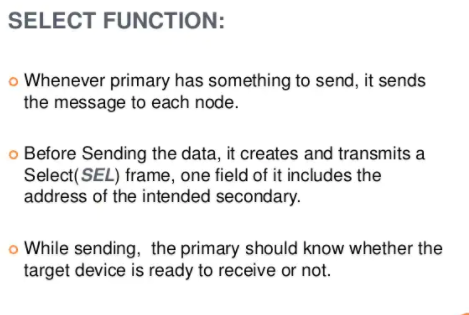 SELECT FUNCTION:
Whenever primary has something to send, it sends
the message to each node.
Before Sending the data, it creates and transmits a
Select(SEL) frame, one field of it includes the
address of the intended secondary.
While sending, the primary should know whether the
target device is ready to receive or not.